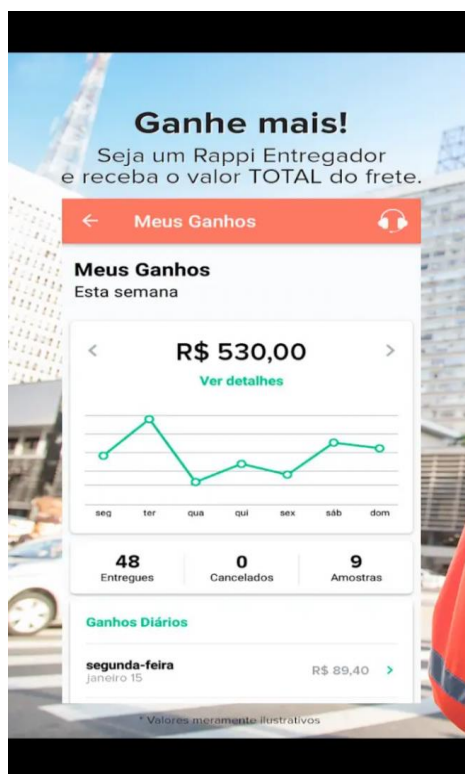 Ganhe mais!
Seja um Rappi Entregador
e receba o valor TOTAL do frete.
Meus Ganhos
Meus Ganhos
Esta semana
R$ 530,00
Ver detalhes
seg ter qua qui sex sáb dom
48 0 9
Entregues Cancelados Amostras
Ganhos Diários
segunda-feira
janeiro 15 R$ 89,40
* Valores meramente ilustrativos